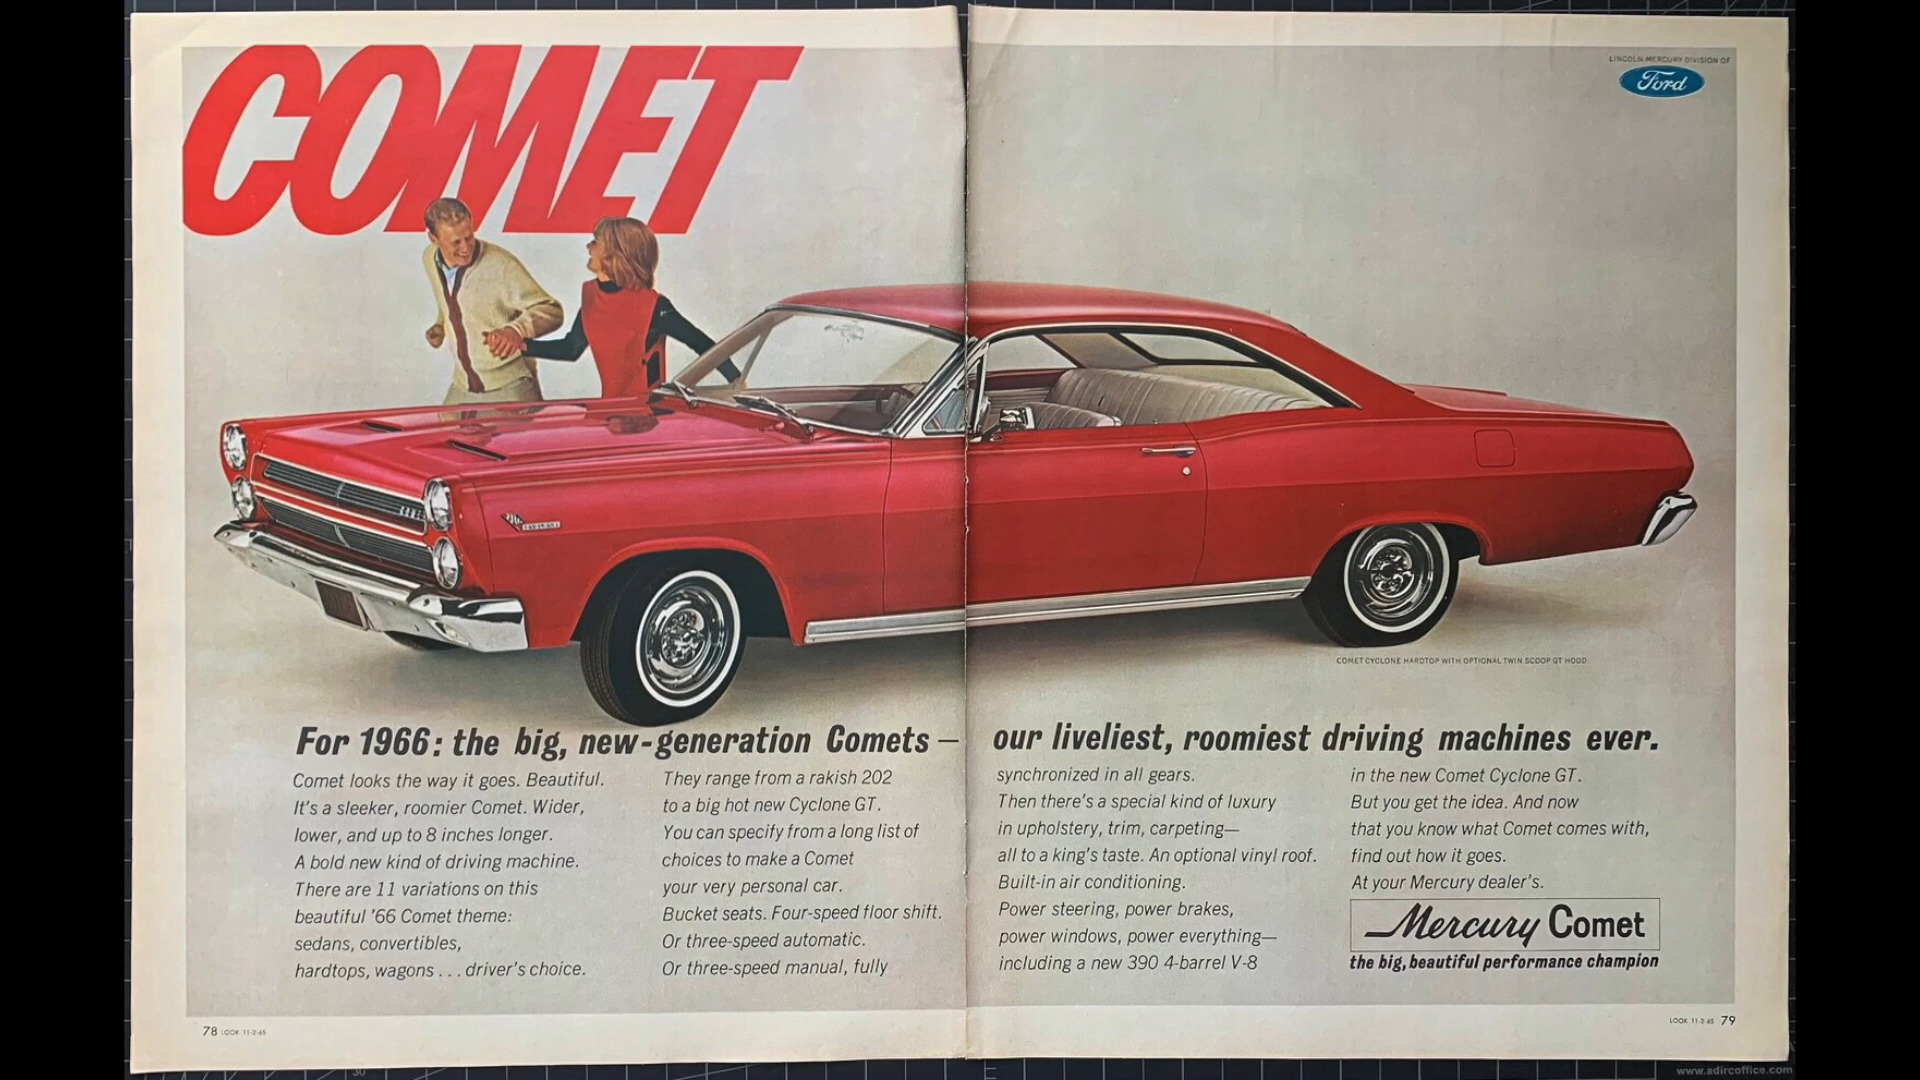 COMET
LINCOLN-MERCURY DIVISION OF
Ford
COMET CYCLONE HARDTOP WITH OPTIONAL TWIN SCOOP GT HOOD.
For 1966: the big, new-generation Comets — our liveliest, roomiest driving machines ever.
Comet looks the way it goes. Beautiful.
It's a sleeker, roomier Comet. Wider,
lower, and up to 8 inches longer.
A bold new kind of driving machine.
There are 11 variations on this
beautiful '66 Comet theme:
sedans, convertibles,
hardtops, wagons . . . driver's choice.
They range from a rakish 202
to a big hot new Cyclone GT.
You can specify from a long list of
choices to make a Comet
your very personal car.
Bucket seats. Four-speed floor shift.
Or three-speed automatic.
Or three-speed manual, fully
synchronized in all gears.
Then there's a special kind of luxury
in upholstery, trim, carpeting—
all to a king's taste. An optional vinyl roof.
Built-in air conditioning.
Power steering, power brakes,
power windows, power everything—
including a new 390 4-barrel V-8
in the new Comet Cyclone GT.
But you get the idea. And now
that you know what Comet comes with,
find out how it goes.
At your Mercury dealer's.
Mercury Comet
the big, beautiful performance champion
78 LOOK 11-2-65
LOOK 11-2-65 79
30
www.adircoffice.com